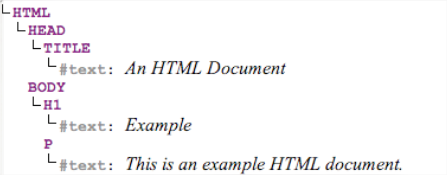 HTML
HEAD
TITLE
#text: An HTML Document
BODY
H1
#text: Example
P
#text: This is an example HTML document.